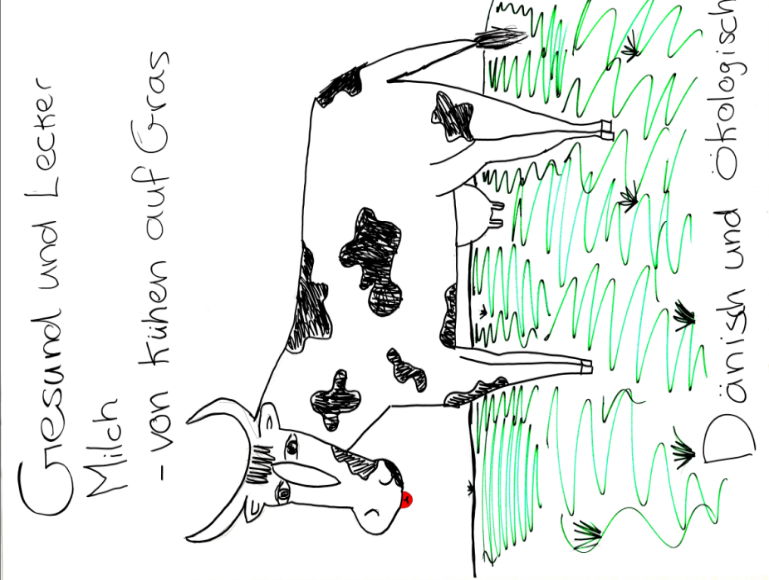 Gesund und Lecker
Milch
- von Kühen auf Gras
Dänish und Ökologisch